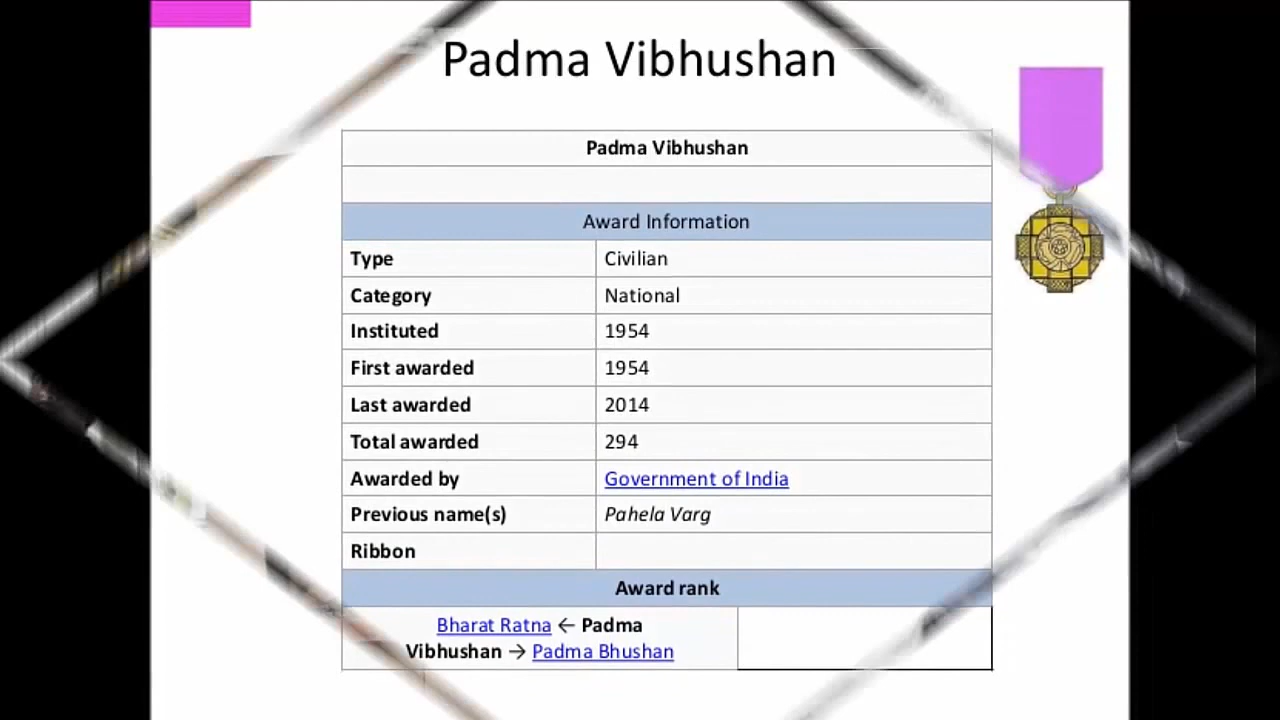 Padma Vibhushan
Padma Vibhushan
Award Information
Type Civilian
Category National
Instituted 1954
First awarded 1954
Last awarded 2014
Total awarded 294
Awarded by Government of India
Previous name(s) Pahela Varg
Ribbon
Award rank
Bharat Ratna ← Padma
Vibhushan → Padma Bhushan